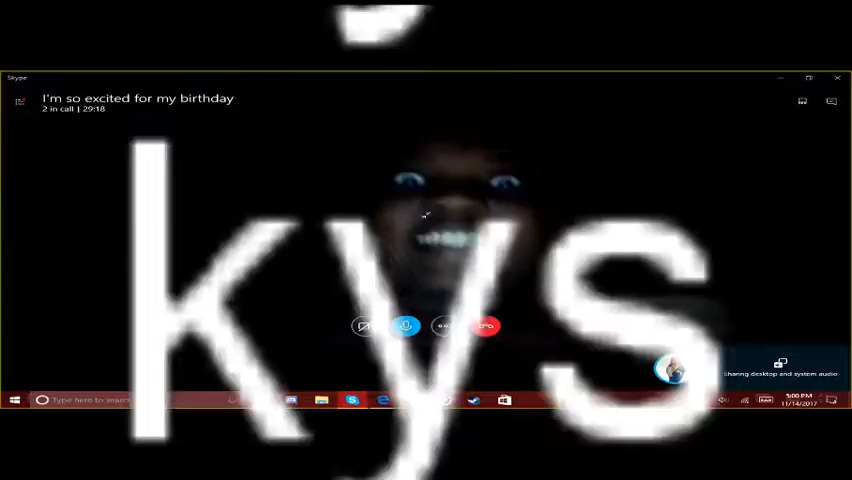 Skype
I'm so excited for my birthday
2 in call | 29:18
kys
Sharing desktop and system audio
Type here to search
5:00 PM
11/14/2017